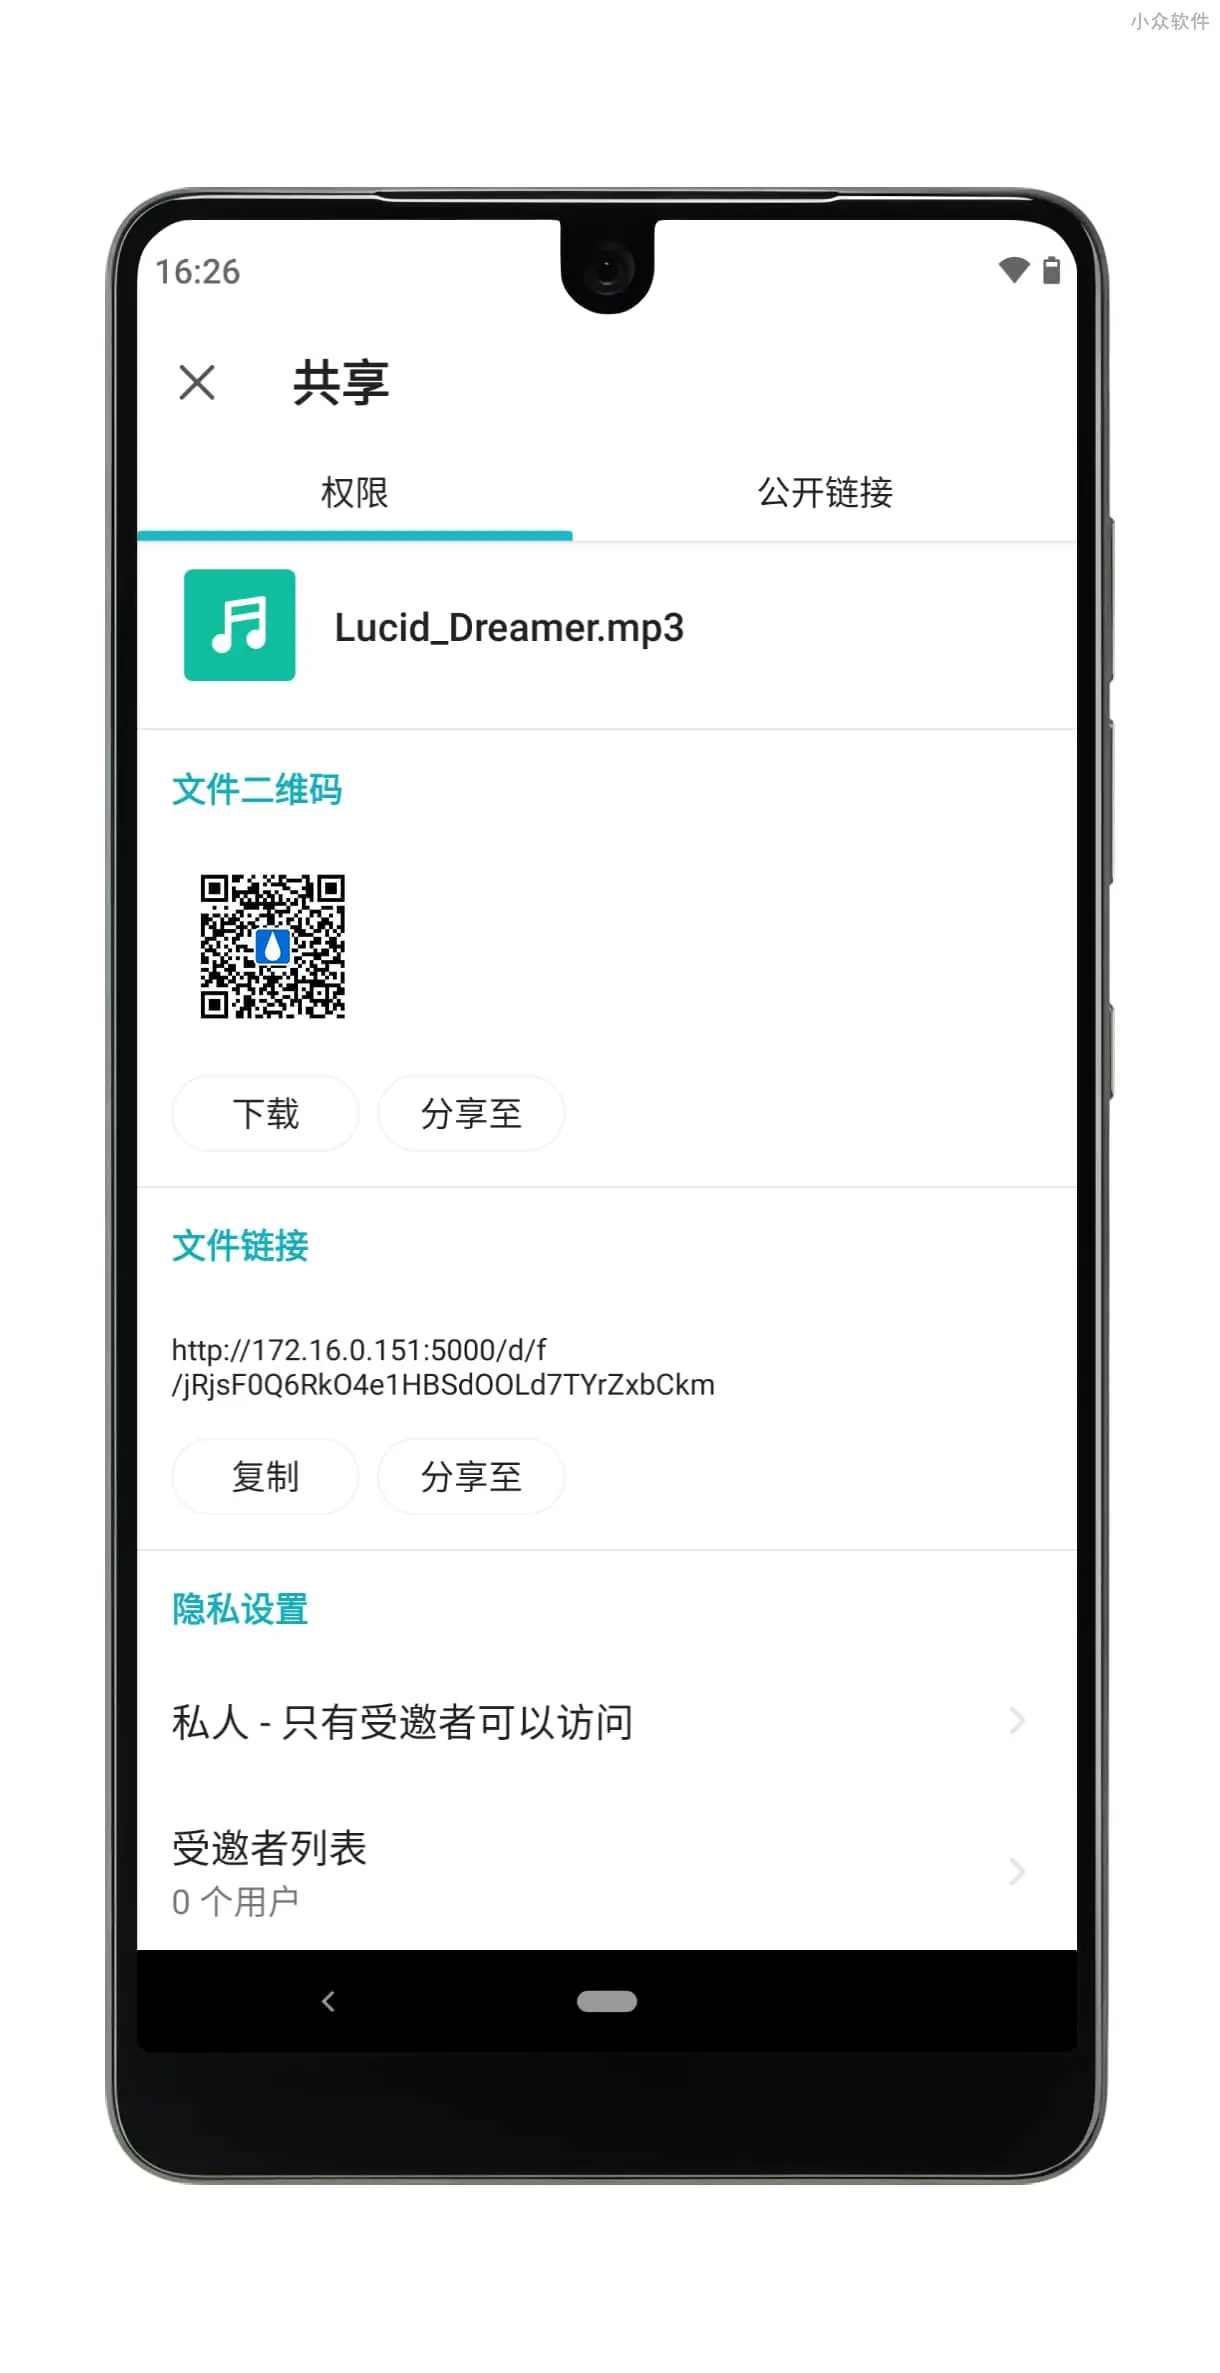 小众软件
16:26
共享
权限
公开链接
Lucid_Dreamer.mp3
文件二维码
下载
分享至
文件链接
http://172.16.0.151:5000/d/f
/jRjsF0Q6RkO4e1HBSdOOLd7TYrZxbCkm
复制
分享至
隐私设置
私人 - 只有受邀者可以访问
受邀者列表
0 个用户